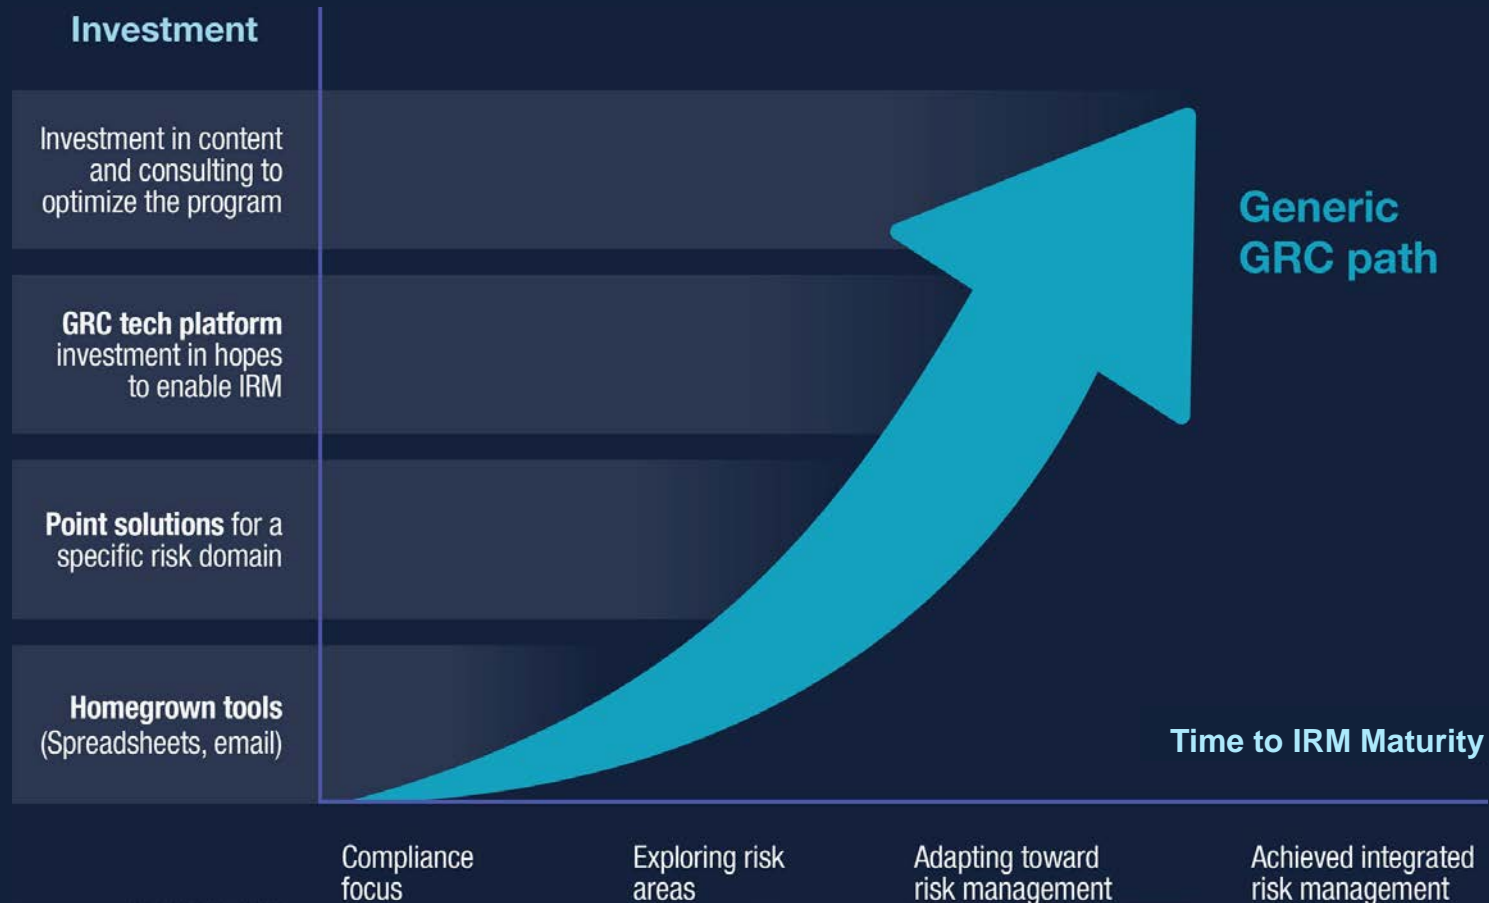 Investment
Investment in content
and consulting to
optimize the program
GRC tech platform
investment in hopes
to enable IRM
Point solutions for a
specific risk domain
Homegrown tools
(Spreadsheets, email)
Generic
GRC path
Time to IRM Maturity
Compliance
focus
Exploring risk
areas
Adapting toward
risk management
Achieved integrated
risk management